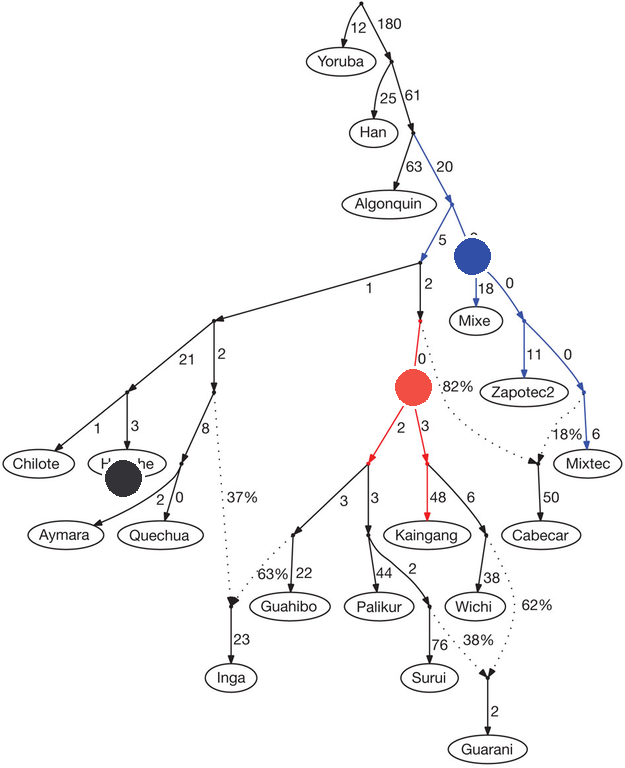 12 180
Yoruba
25 61
Han
63 20
Algonquin
5
1 2 18 0
Mixe
21 2 0 11 0
82% Zapotec2
1 3 8 2 3 18% 6
Chilote Mixtec
2 0 37% 3 3 48 6 50
Aymara Quechua Kaingang Cabecar
63% 22 44 2 38
Guahibo Palikur Wichi 62%
23 76 38%
Inga Surui
2
Guarani